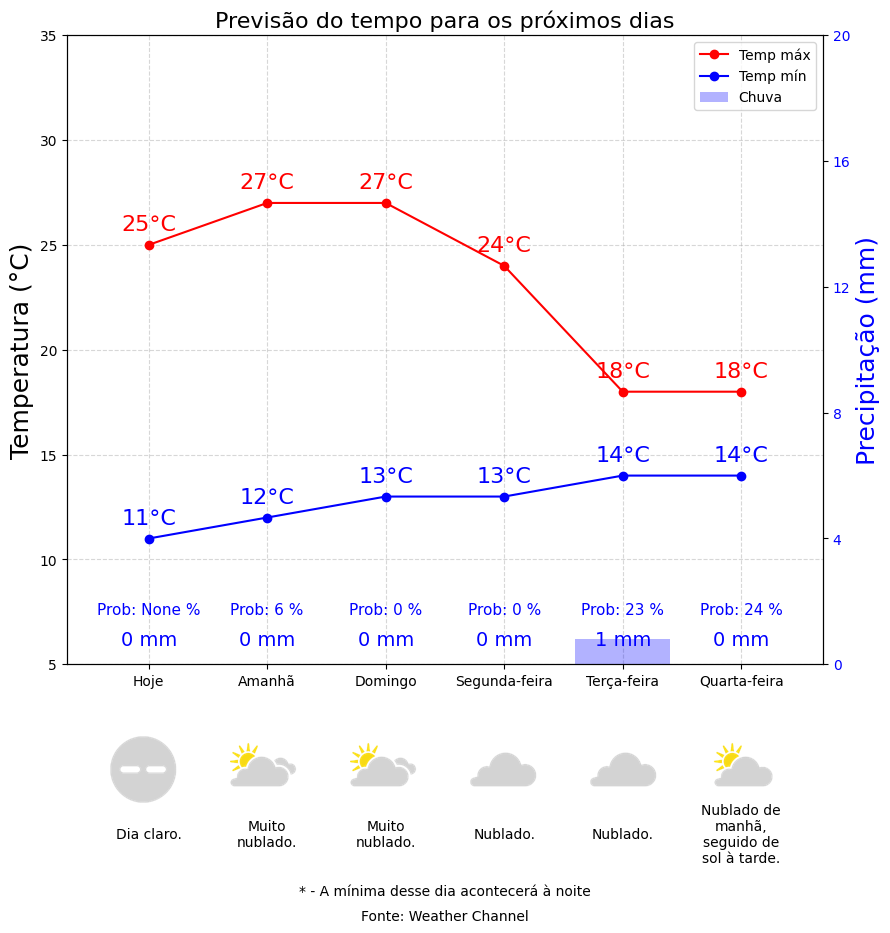 Previsão do tempo para os próximos dias
35
30
25
20
15
10
5
Temperatura (°C)
20
16
12
8
4
0
Precipitação (mm)
Temp máx
Temp mín
Chuva
25°C
27°C
27°C
24°C
18°C
18°C
11°C
12°C
13°C
13°C
14°C
14°C
Prob: None %
Prob: 6 %
Prob: 0 %
Prob: 0 %
Prob: 23 %
Prob: 24 %
0 mm
0 mm
0 mm
0 mm
1 mm
0 mm
Hoje
Amanhã
Domingo
Segunda-feira
Terça-feira
Quarta-feira
Dia claro.
Muito
nublado.
Muito
nublado.
Nublado.
Nublado.
Nublado de
manhã,
seguido de
sol à tarde.
* - A mínima desse dia acontecerá à noite
Fonte: Weather Channel